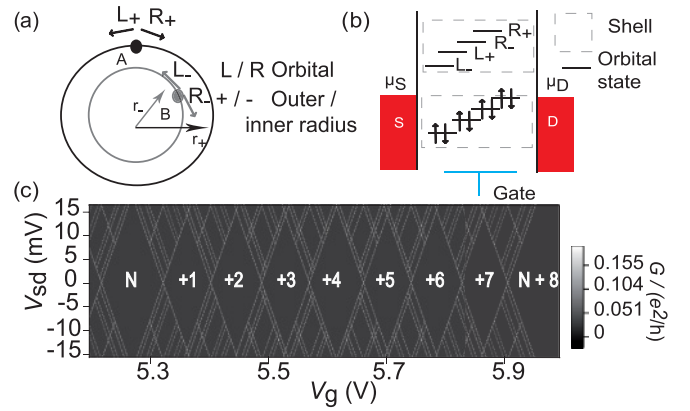 (a)
L+ R+
A
L-
R-
r-
B
r+
L / R Orbital
+ / - Outer /
inner radius
(b)
R+
R-
L+
L-
Shell
Orbital
state
μS
μD
S
D
Gate
(c)
Vsd (mV)
15
10
5
0
-5
-10
-15
N +1 +2 +3 +4 +5 +6 +7 N + 8
5.3 5.5 5.7 5.9
Vg (V)
0.155
0.104
0.051
0
G / (e²/h)